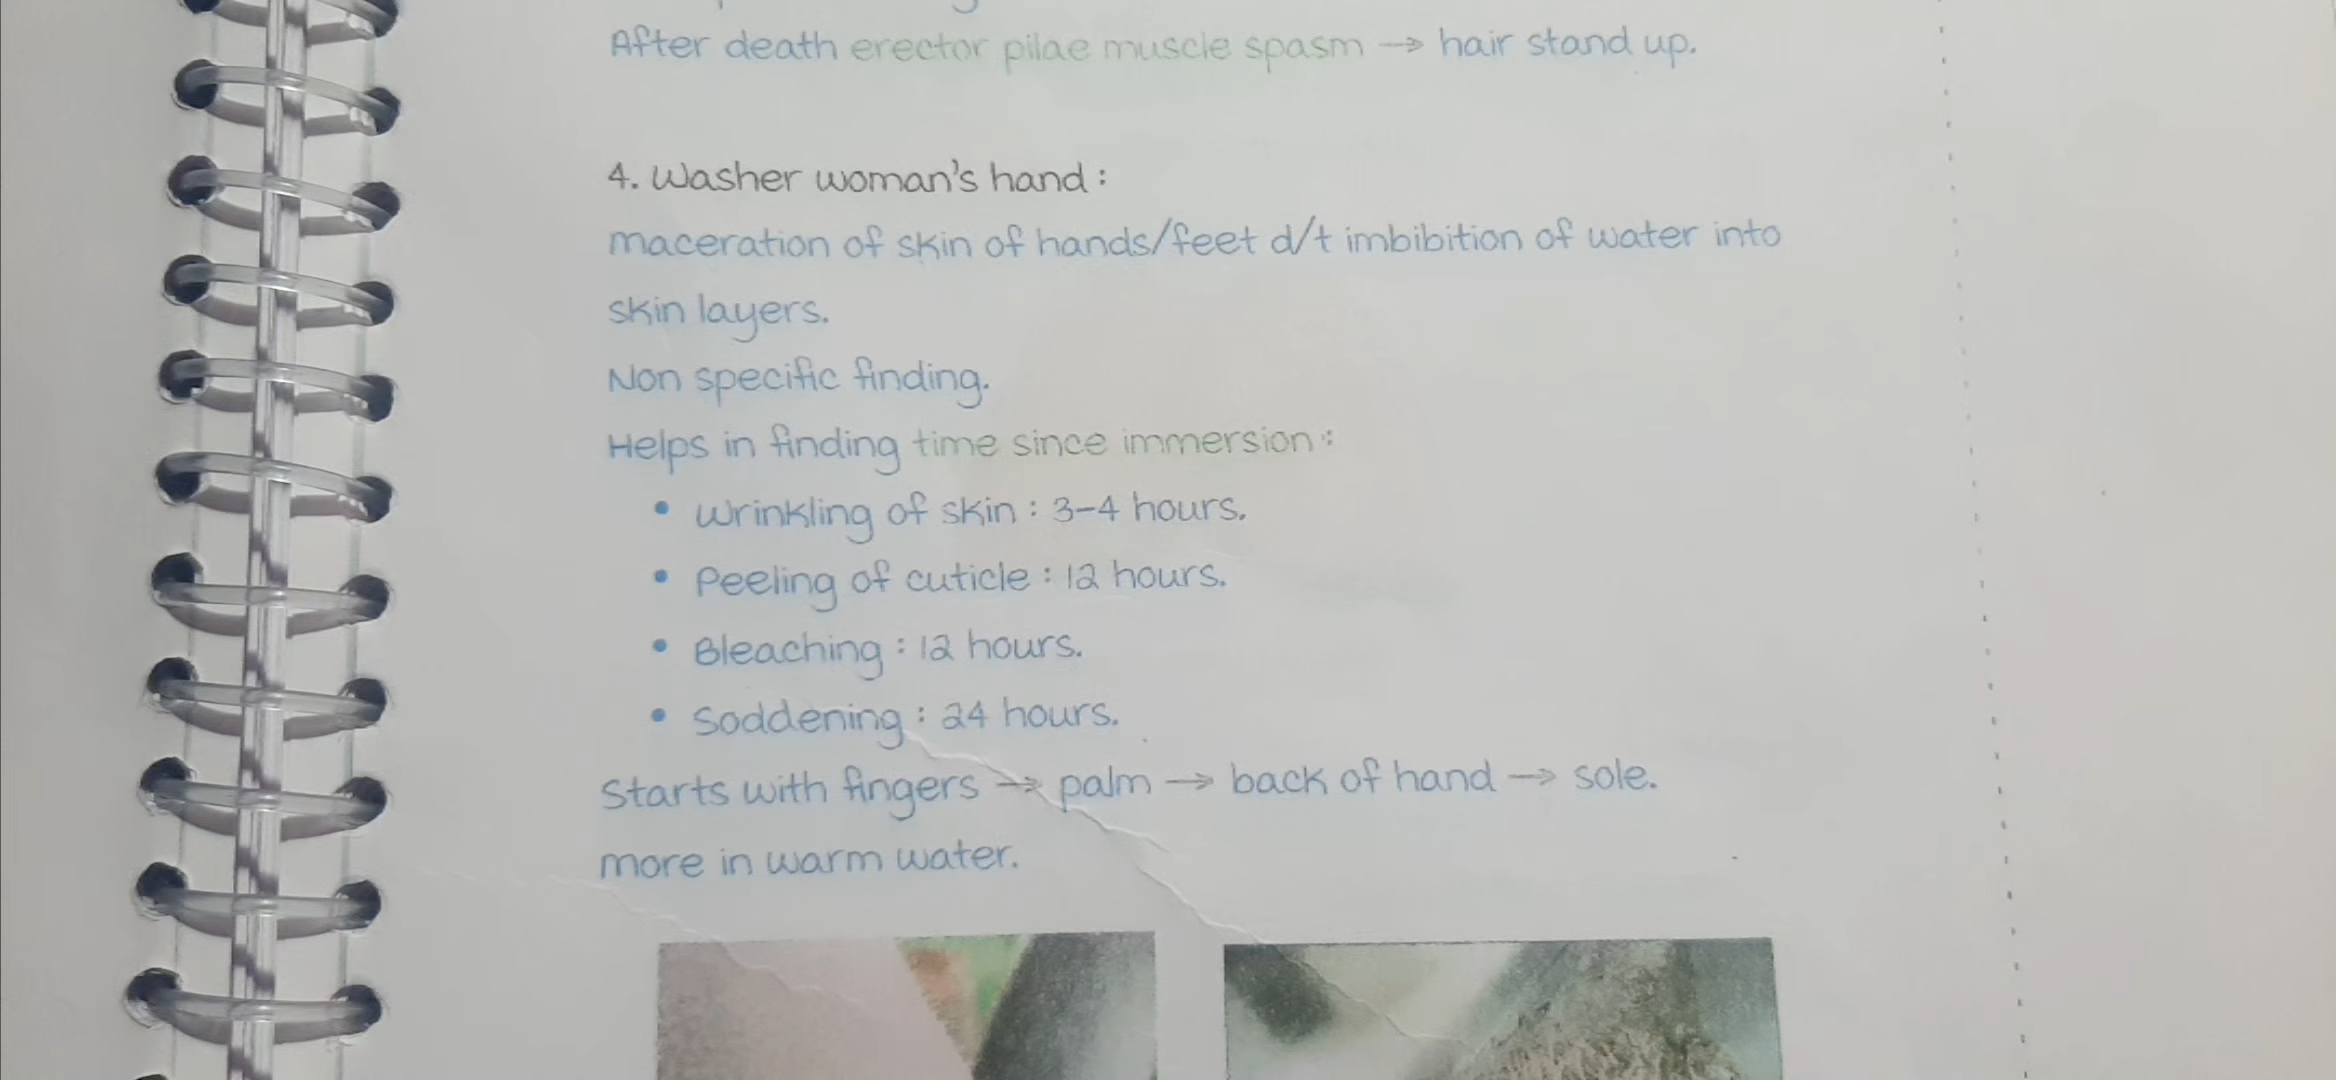 After death erector pilae muscle spasm → hair stand up.
4. Washer woman's hand :
maceration of skin of hands/feet d/t imbibition of water into
skin layers.
Non specific finding.
Helps in finding time since immersion :
• Wrinkling of skin : 3-4 hours.
• Peeling of cuticle : 12 hours.
• Bleaching : 12 hours.
• Soddening : 24 hours.
Starts with fingers → palm → back of hand → sole.
more in warm water.